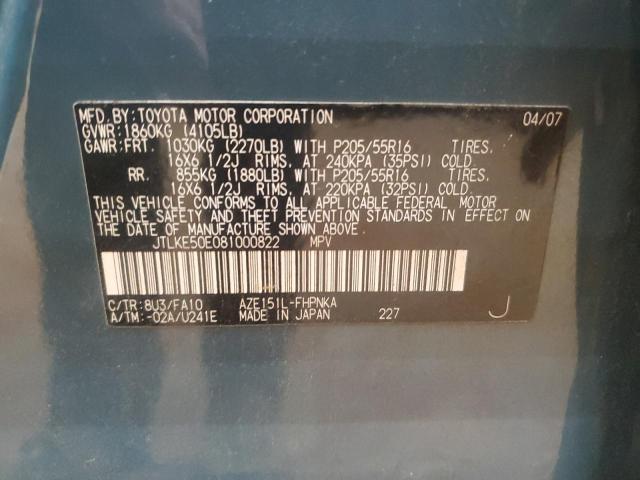 MFD. BY: TOYOTA MOTOR CORPORATION 04/07
GVWR: 1860KG (4105LB)
GAWR: FRT. 1030KG (2270LB) WITH P205/55R16 TIRES.
16X6 1/2J RIMS. AT 240KPA (35PSI) COLD.
RR. 855KG (1880LB) WITH P205/55R16 TIRES.
16X6 1/2J RIMS. AT 220KPA (32PSI) COLD.
THIS VEHICLE CONFORMS TO ALL APPLICABLE FEDERAL MOTOR
VEHICLE SAFETY AND THEFT PREVENTION STANDARDS IN EFFECT ON
THE DATE OF MANUFACTURE SHOWN ABOVE.
JTLKE50E081000822 MPV
C/TR: 8U3/FA10 AZE151L-FHPNKA
A/TM: -02A/U241E MADE IN JAPAN 227 J